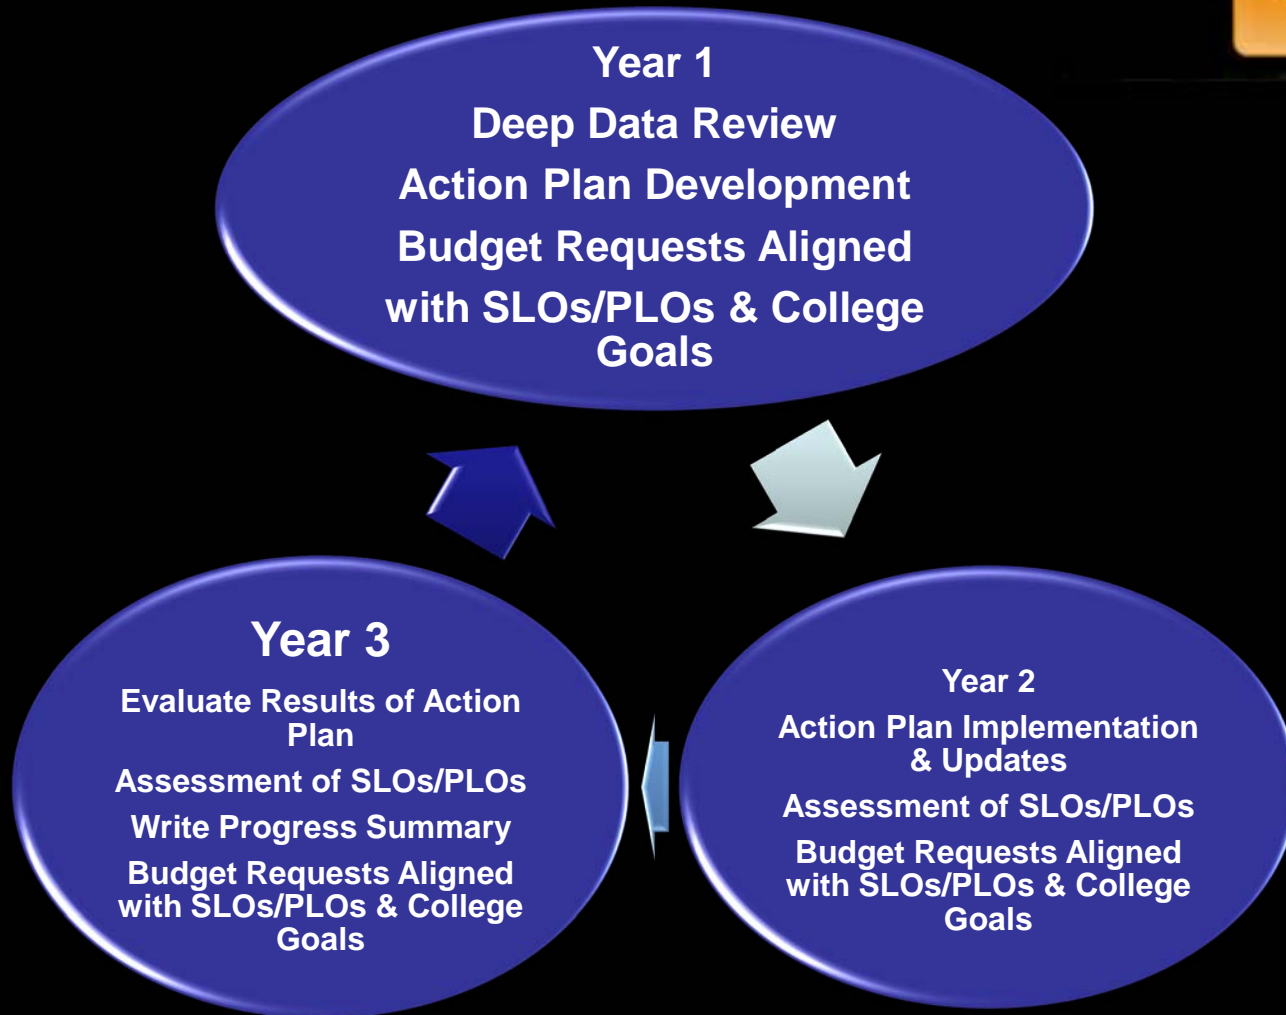 Year 1
Deep Data Review
Action Plan Development
Budget Requests Aligned
with SLOs/PLOs & College
Goals
Year 2
Action Plan Implementation
& Updates
Assessment of SLOs/PLOs
Budget Requests Aligned
with SLOs/PLOs & College
Goals
Year 3
Evaluate Results of Action
Plan
Assessment of SLOs/PLOs
Write Progress Summary
Budget Requests Aligned
with SLOs/PLOs & College
Goals